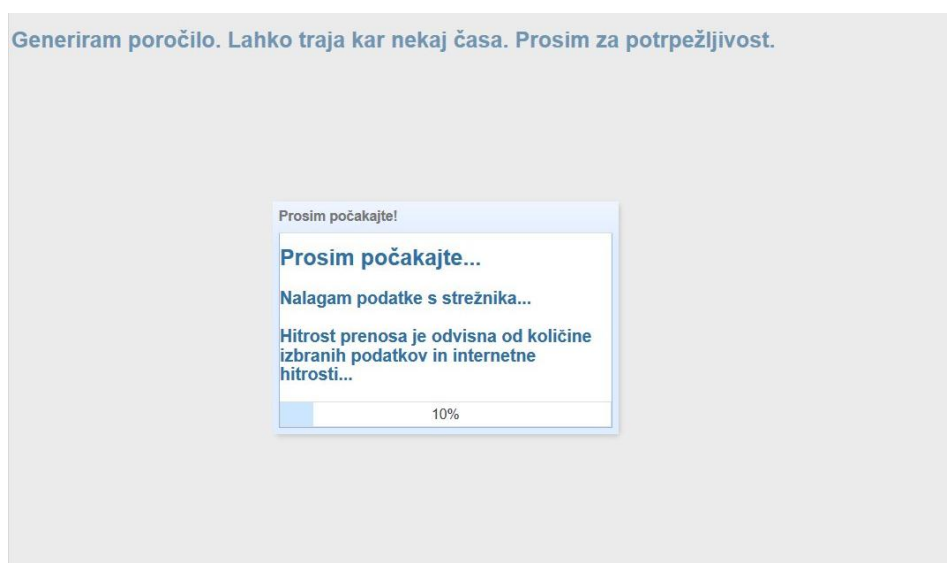 Generiram poročilo. Lahko traja kar nekaj časa. Prosim za potrpežljivost.
Prosim počakajte!
Prosim počakajte...
Nalagam podatke s strežnika...
Hitrost prenosa je odvisna od količine
izbranih podatkov in internetne
hitrosti...
10%